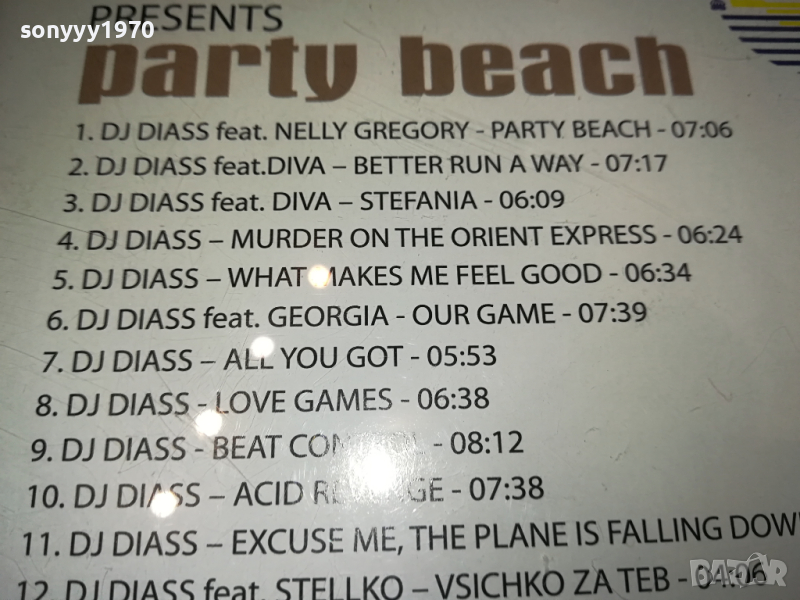 sonyyy1970
PRESENTS
party beach
1. DJ DIASS feat. NELLY GREGORY - PARTY BEACH - 07:06
2. DJ DIASS feat.DIVA – BETTER RUN A WAY - 07:17
3. DJ DIASS feat. DIVA – STEFANIA - 06:09
4. DJ DIASS – MURDER ON THE ORIENT EXPRESS - 06:24
5. DJ DIASS – WHAT MAKES ME FEEL GOOD - 06:34
6. DJ DIASS feat. GEORGIA - OUR GAME - 07:39
7. DJ DIASS – ALL YOU GOT - 05:53
8. DJ DIASS - LOVE GAMES - 06:38
9. DJ DIASS - BEAT - 08:12
10. DJ DIASS – ACID - 07:38
11. DJ DIASS – EXCUSE ME, THE PLANE IS FALLING DOW
12. DJ DIASS feat. STELLKO – VSICHKO ZA TEB - 04:06
BAZAR